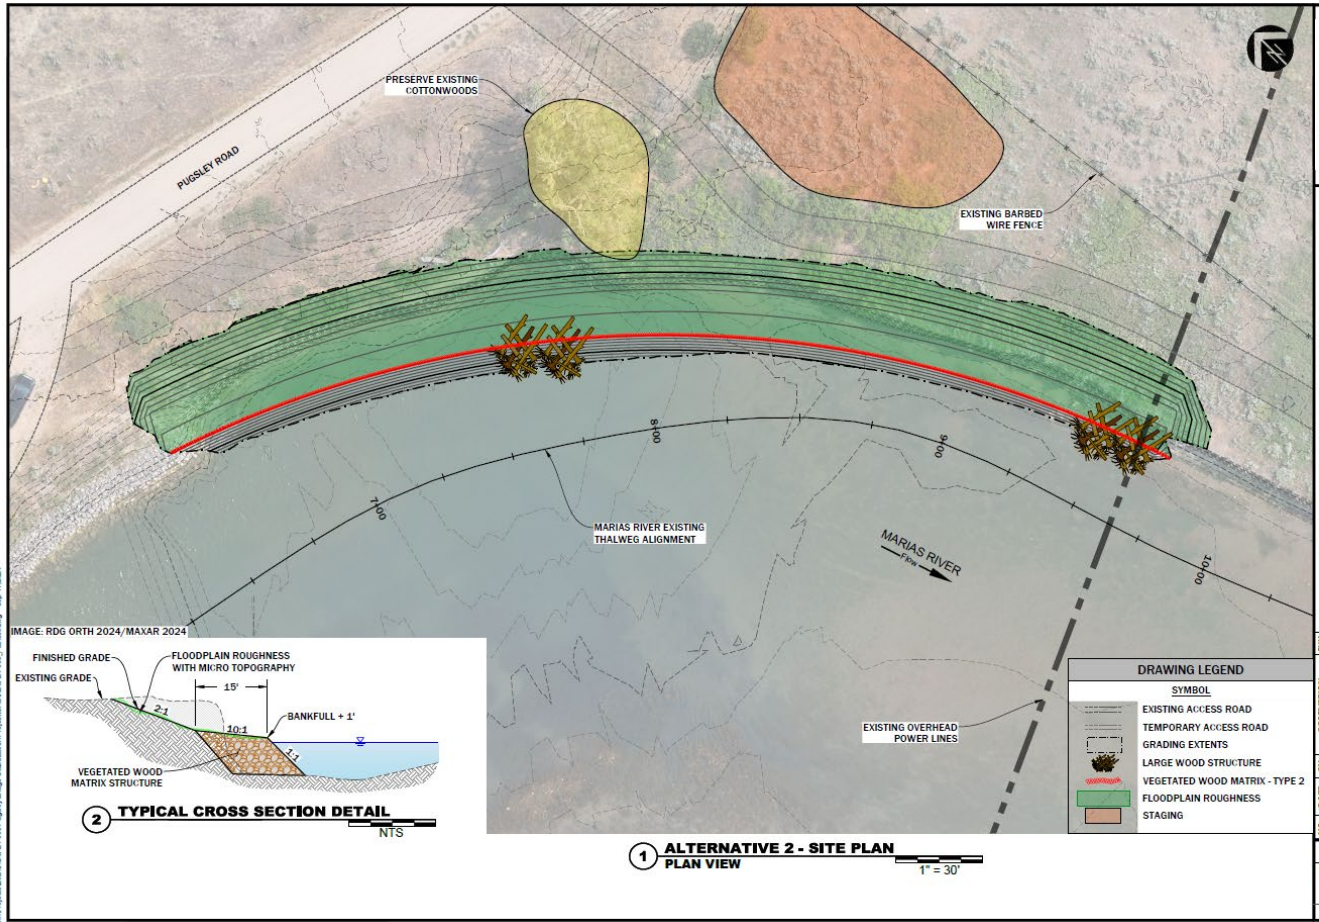 PRESERVE EXISTING
COTTONWOODS
PUGSLEY ROAD
EXISTING BARBED
WIRE FENCE
7+00
8+00
9+00
10+00
MARIAS RIVER EXISTING
THALWEG ALIGNMENT
MARIAS RIVER
Flow
EXISTING OVERHEAD
POWER LINES
IMAGE: RDG ORTH 2024/MAXAR 2024
FINISHED GRADE
EXISTING GRADE
FLOODPLAIN ROUGHNESS
WITH MICRO TOPOGRAPHY
15'
2:1
10:1
1:1
BANKFULL + 1'
VEGETATED WOOD
MATRIX STRUCTURE
2 TYPICAL CROSS SECTION DETAIL
NTS
1 ALTERNATIVE 2 - SITE PLAN
PLAN VIEW
1" = 30'
DRAWING LEGEND
SYMBOL
EXISTING ACCESS ROAD
TEMPORARY ACCESS ROAD
GRADING EXTENTS
LARGE WOOD STRUCTURE
VEGETATED WOOD MATRIX - TYPE 2
FLOODPLAIN ROUGHNESS
STAGING